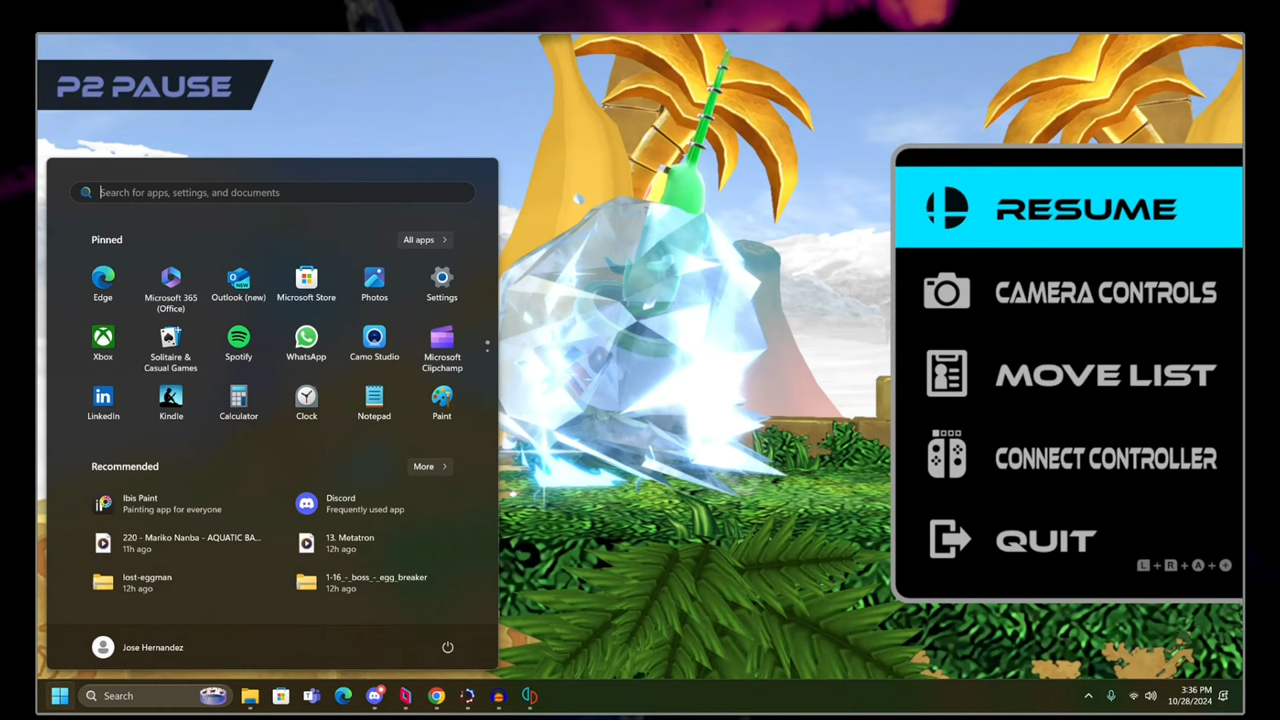 P2 PAUSE
Search for apps, settings, and documents
Pinned
All apps
Edge
Microsoft 365
(Office)
Outlook (new)
Microsoft Store
Photos
Settings
Xbox
Solitaire &
Casual Games
Spotify
WhatsApp
Camo Studio
Microsoft
Clipchamp
LinkedIn
Kindle
Calculator
Clock
Notepad
Paint
Recommended
More
Ibis Paint
Painting app for everyone
Discord
Frequently used app
220 - Mariko Nanba - AQUATIC BA...
11h ago
13. Metatron
12h ago
lost-eggman
12h ago
1-16_-_boss_-_egg_breaker
12h ago
Jose Hernandez
RESUME
CAMERA CONTROLS
MOVE LIST
CONNECT CONTROLLER
QUIT
L+R+A++
Search
3:36 PM
10/28/2024